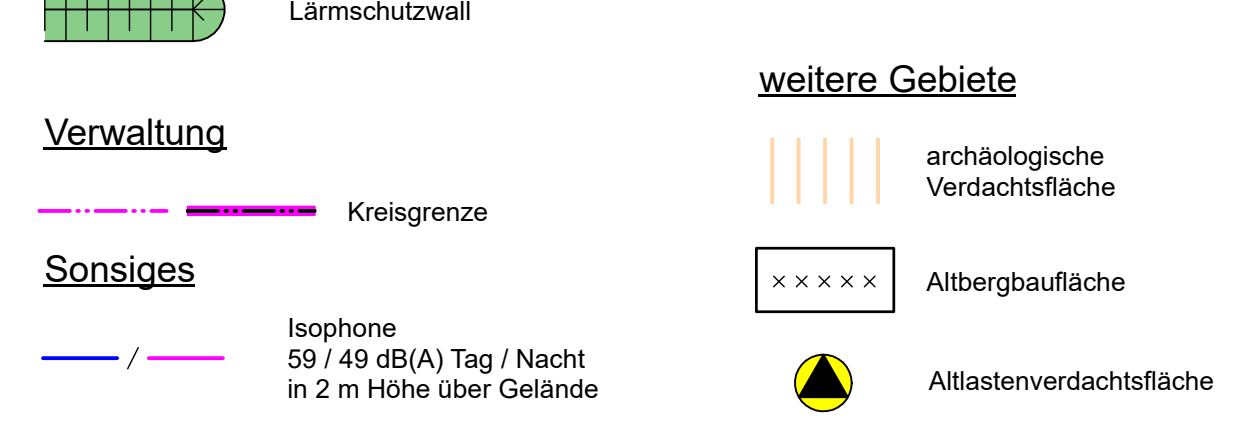 Lärmschutzwall
Verwaltung
Kreisgrenze
Sonsiges
Isophone
59 / 49 dB(A) Tag / Nacht
in 2 m Höhe über Gelände
weitere Gebiete
archäologische
Verdachtsfläche
Altbergbaufläche
Altlastenverdachtsfläche